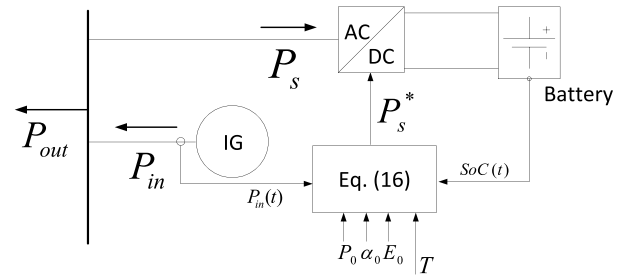 AC
DC
P_s
Battery
P_s^*
P_out
P_in
IG
Eq. (16)
SoC(t)
P_in(t)
P_0 α_0 E_0
T